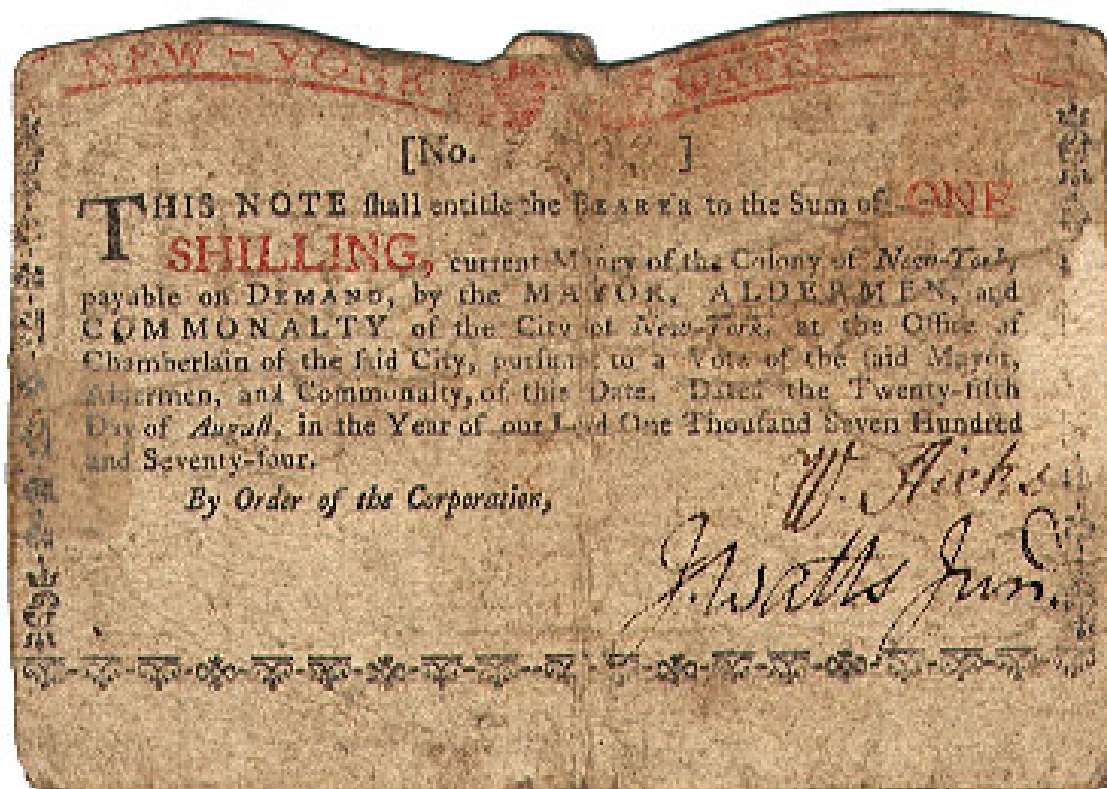 NEW-YORK WATER
[No. ]
THIS NOTE ſhall entitle the BEARER to the Sum of ONE
SHILLING, current Money of the Colony of New-York,
payable on DEMAND, by the MAYOR, ALDERMEN, and
COMMONALTY of the City of New-York, at the Office of
Chamberlain of the ſaid City, purſuant to a Vote of the ſaid Mayor,
Aldermen, and Commonalty, of this Date. Dated the Twenty-fifth
Day of Auguſt, in the Year of our Lord One Thouſand Seven Hundred
and Seventy-four.
By Order of the Corporation,
W. Hicks
J. Watts Junr.